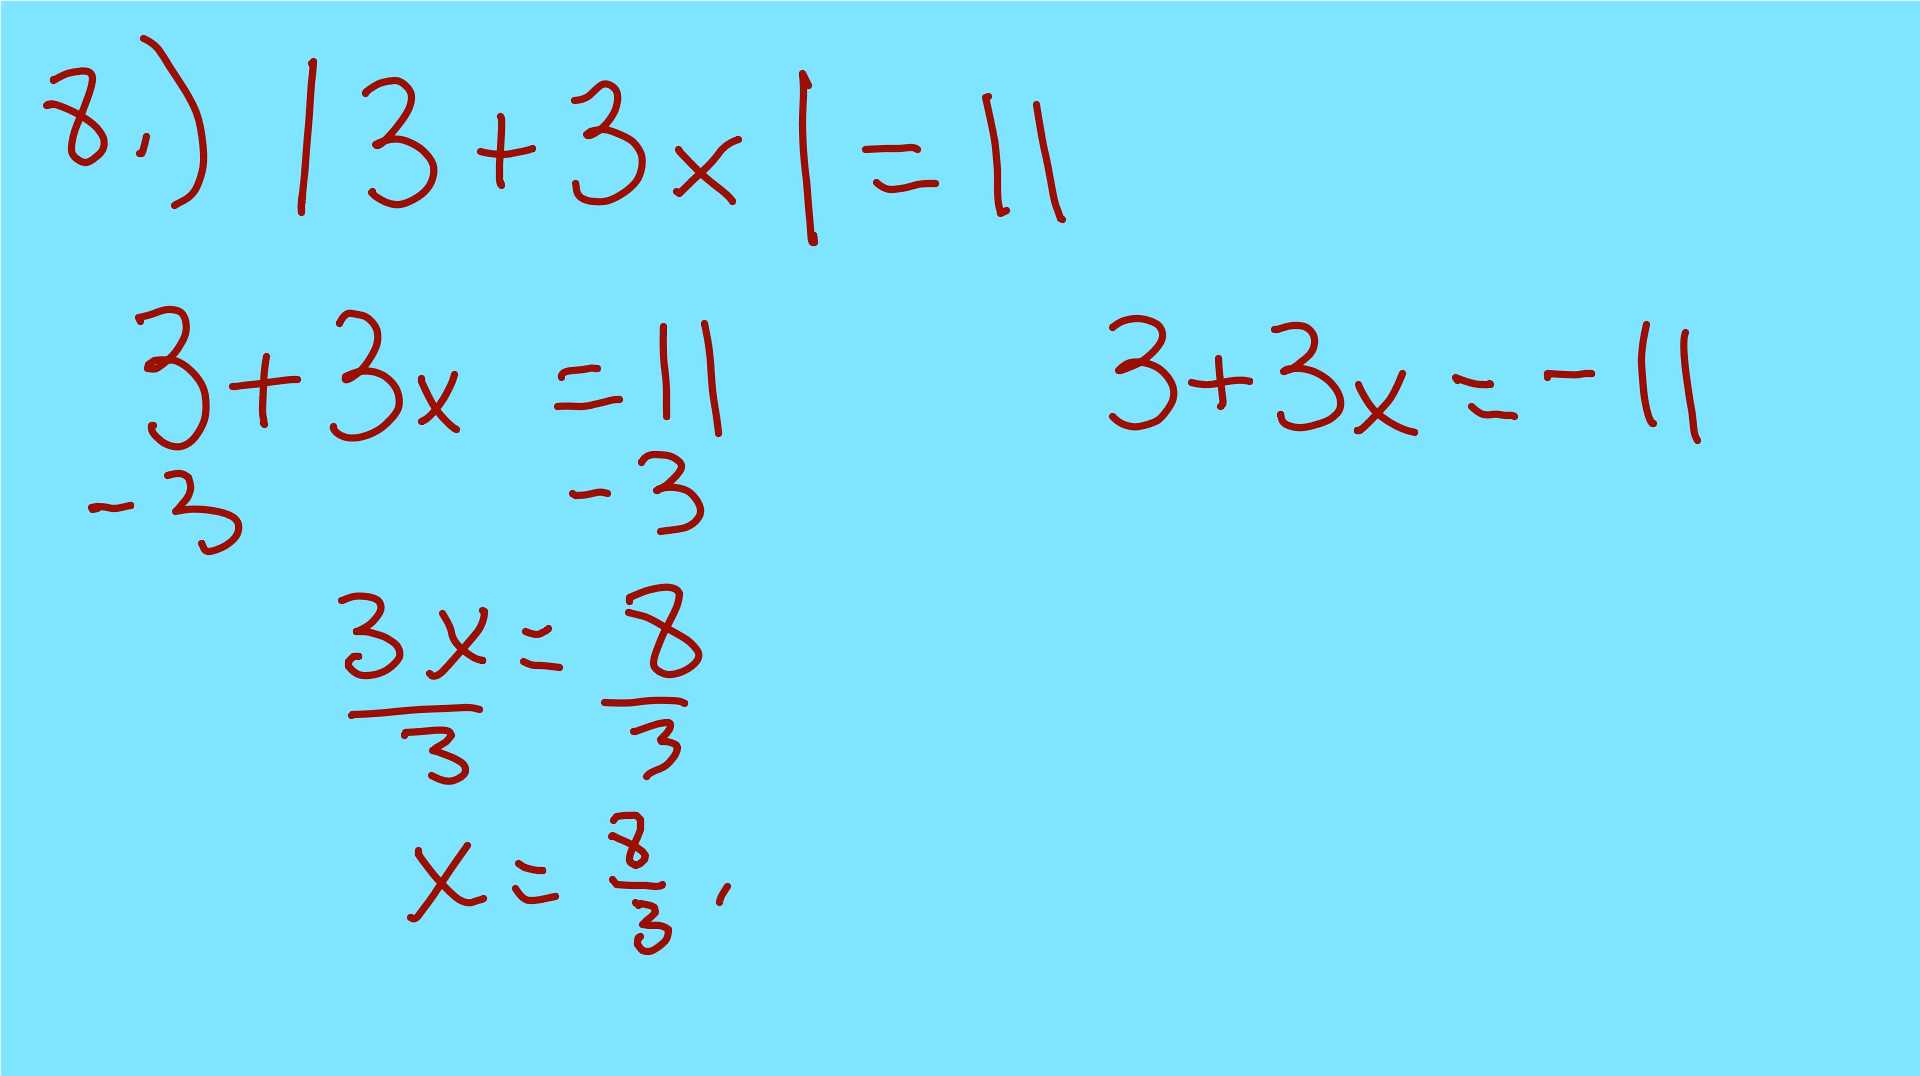 8.) |3+3x|=11
3+3x =11
-3 -3
3x = 8
3 3
x = 8/3 ,
3+3x=-11